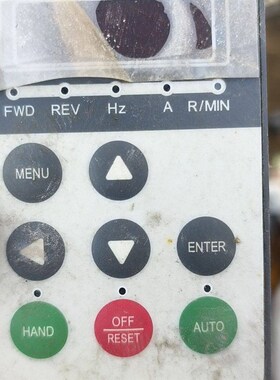 FWD REV Hz A R/MIN
MENU
ENTER
HAND OFF AUTO
RESET